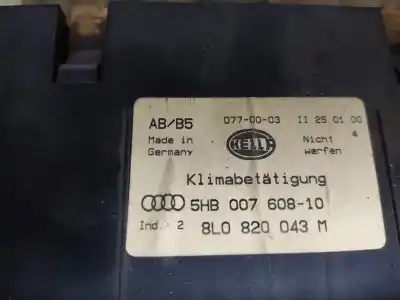 AB/B5 077-00-03 II 25 01 00
4
Made in Germany HELLA Nicht werfen
Klimabetätigung
5HB 007 608-10
Ind. 2 8L0 820 043 M